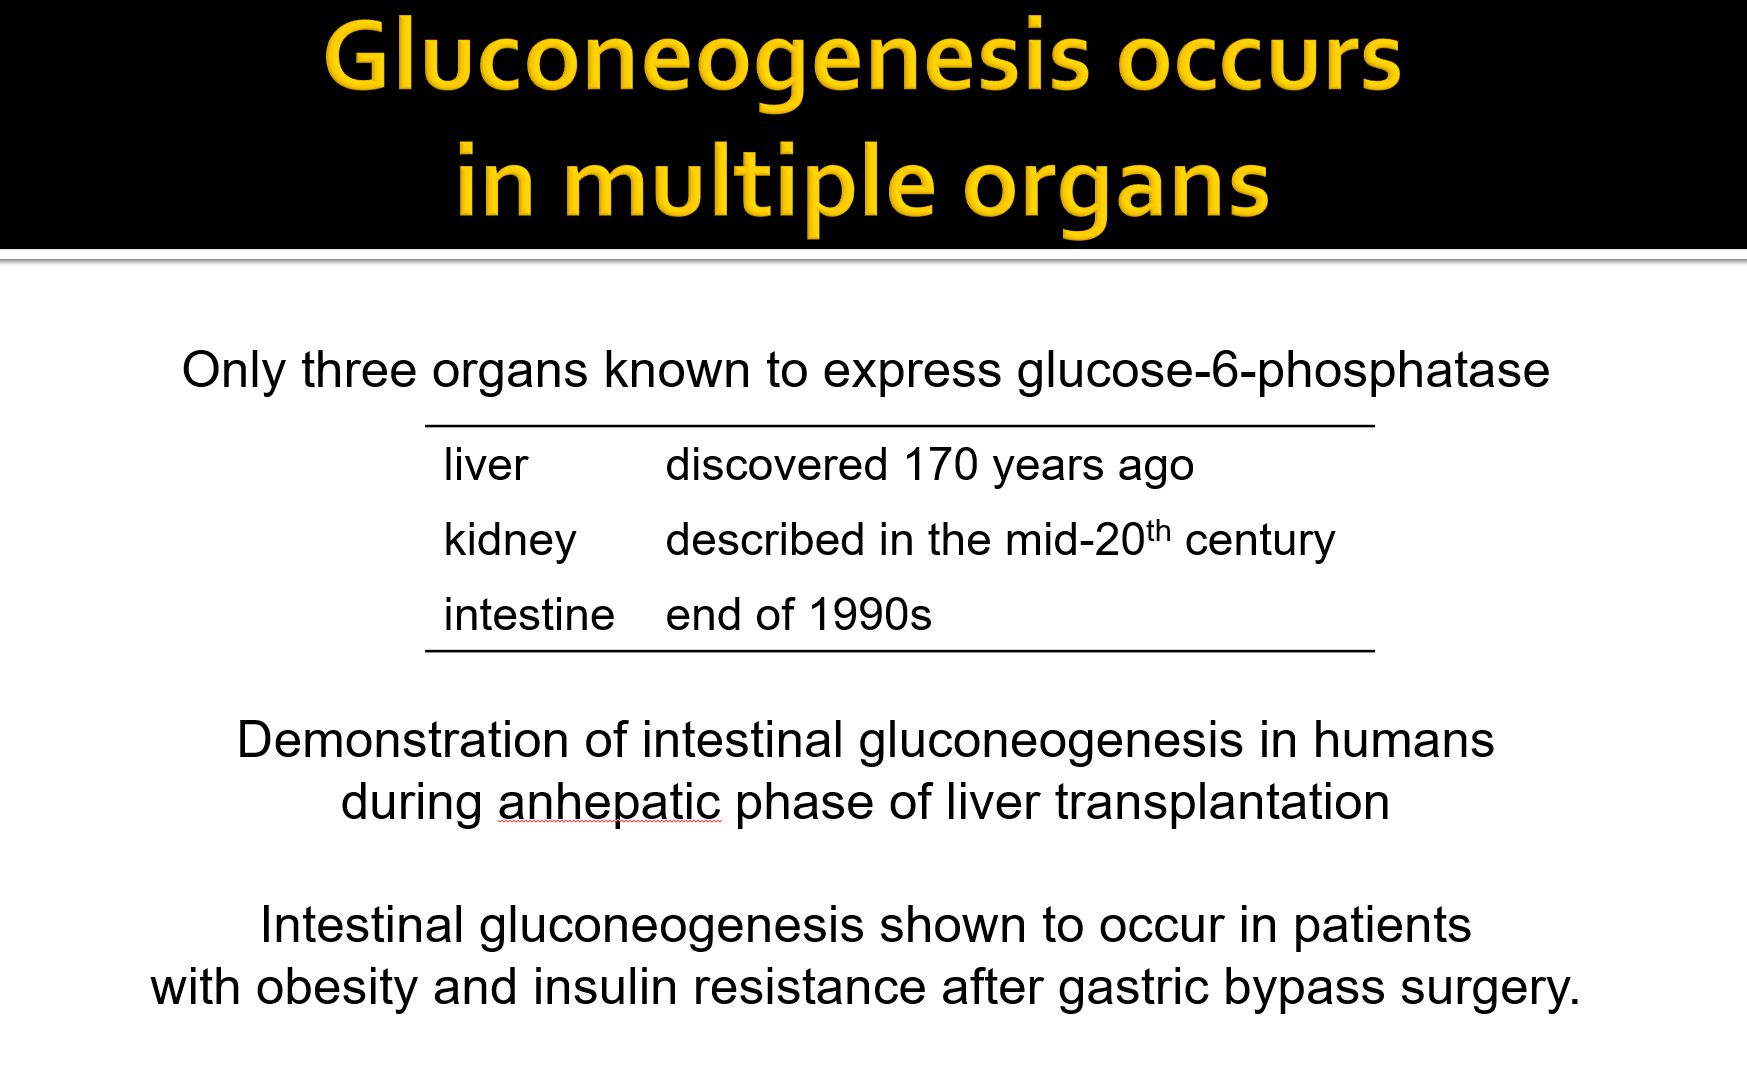 Gluconeogenesis occurs
in multiple organs
Only three organs known to express glucose-6-phosphatase
liver discovered 170 years ago
kidney described in the mid-20th century
intestine end of 1990s
Demonstration of intestinal gluconeogenesis in humans
during anhepatic phase of liver transplantation
Intestinal gluconeogenesis shown to occur in patients
with obesity and insulin resistance after gastric bypass surgery.